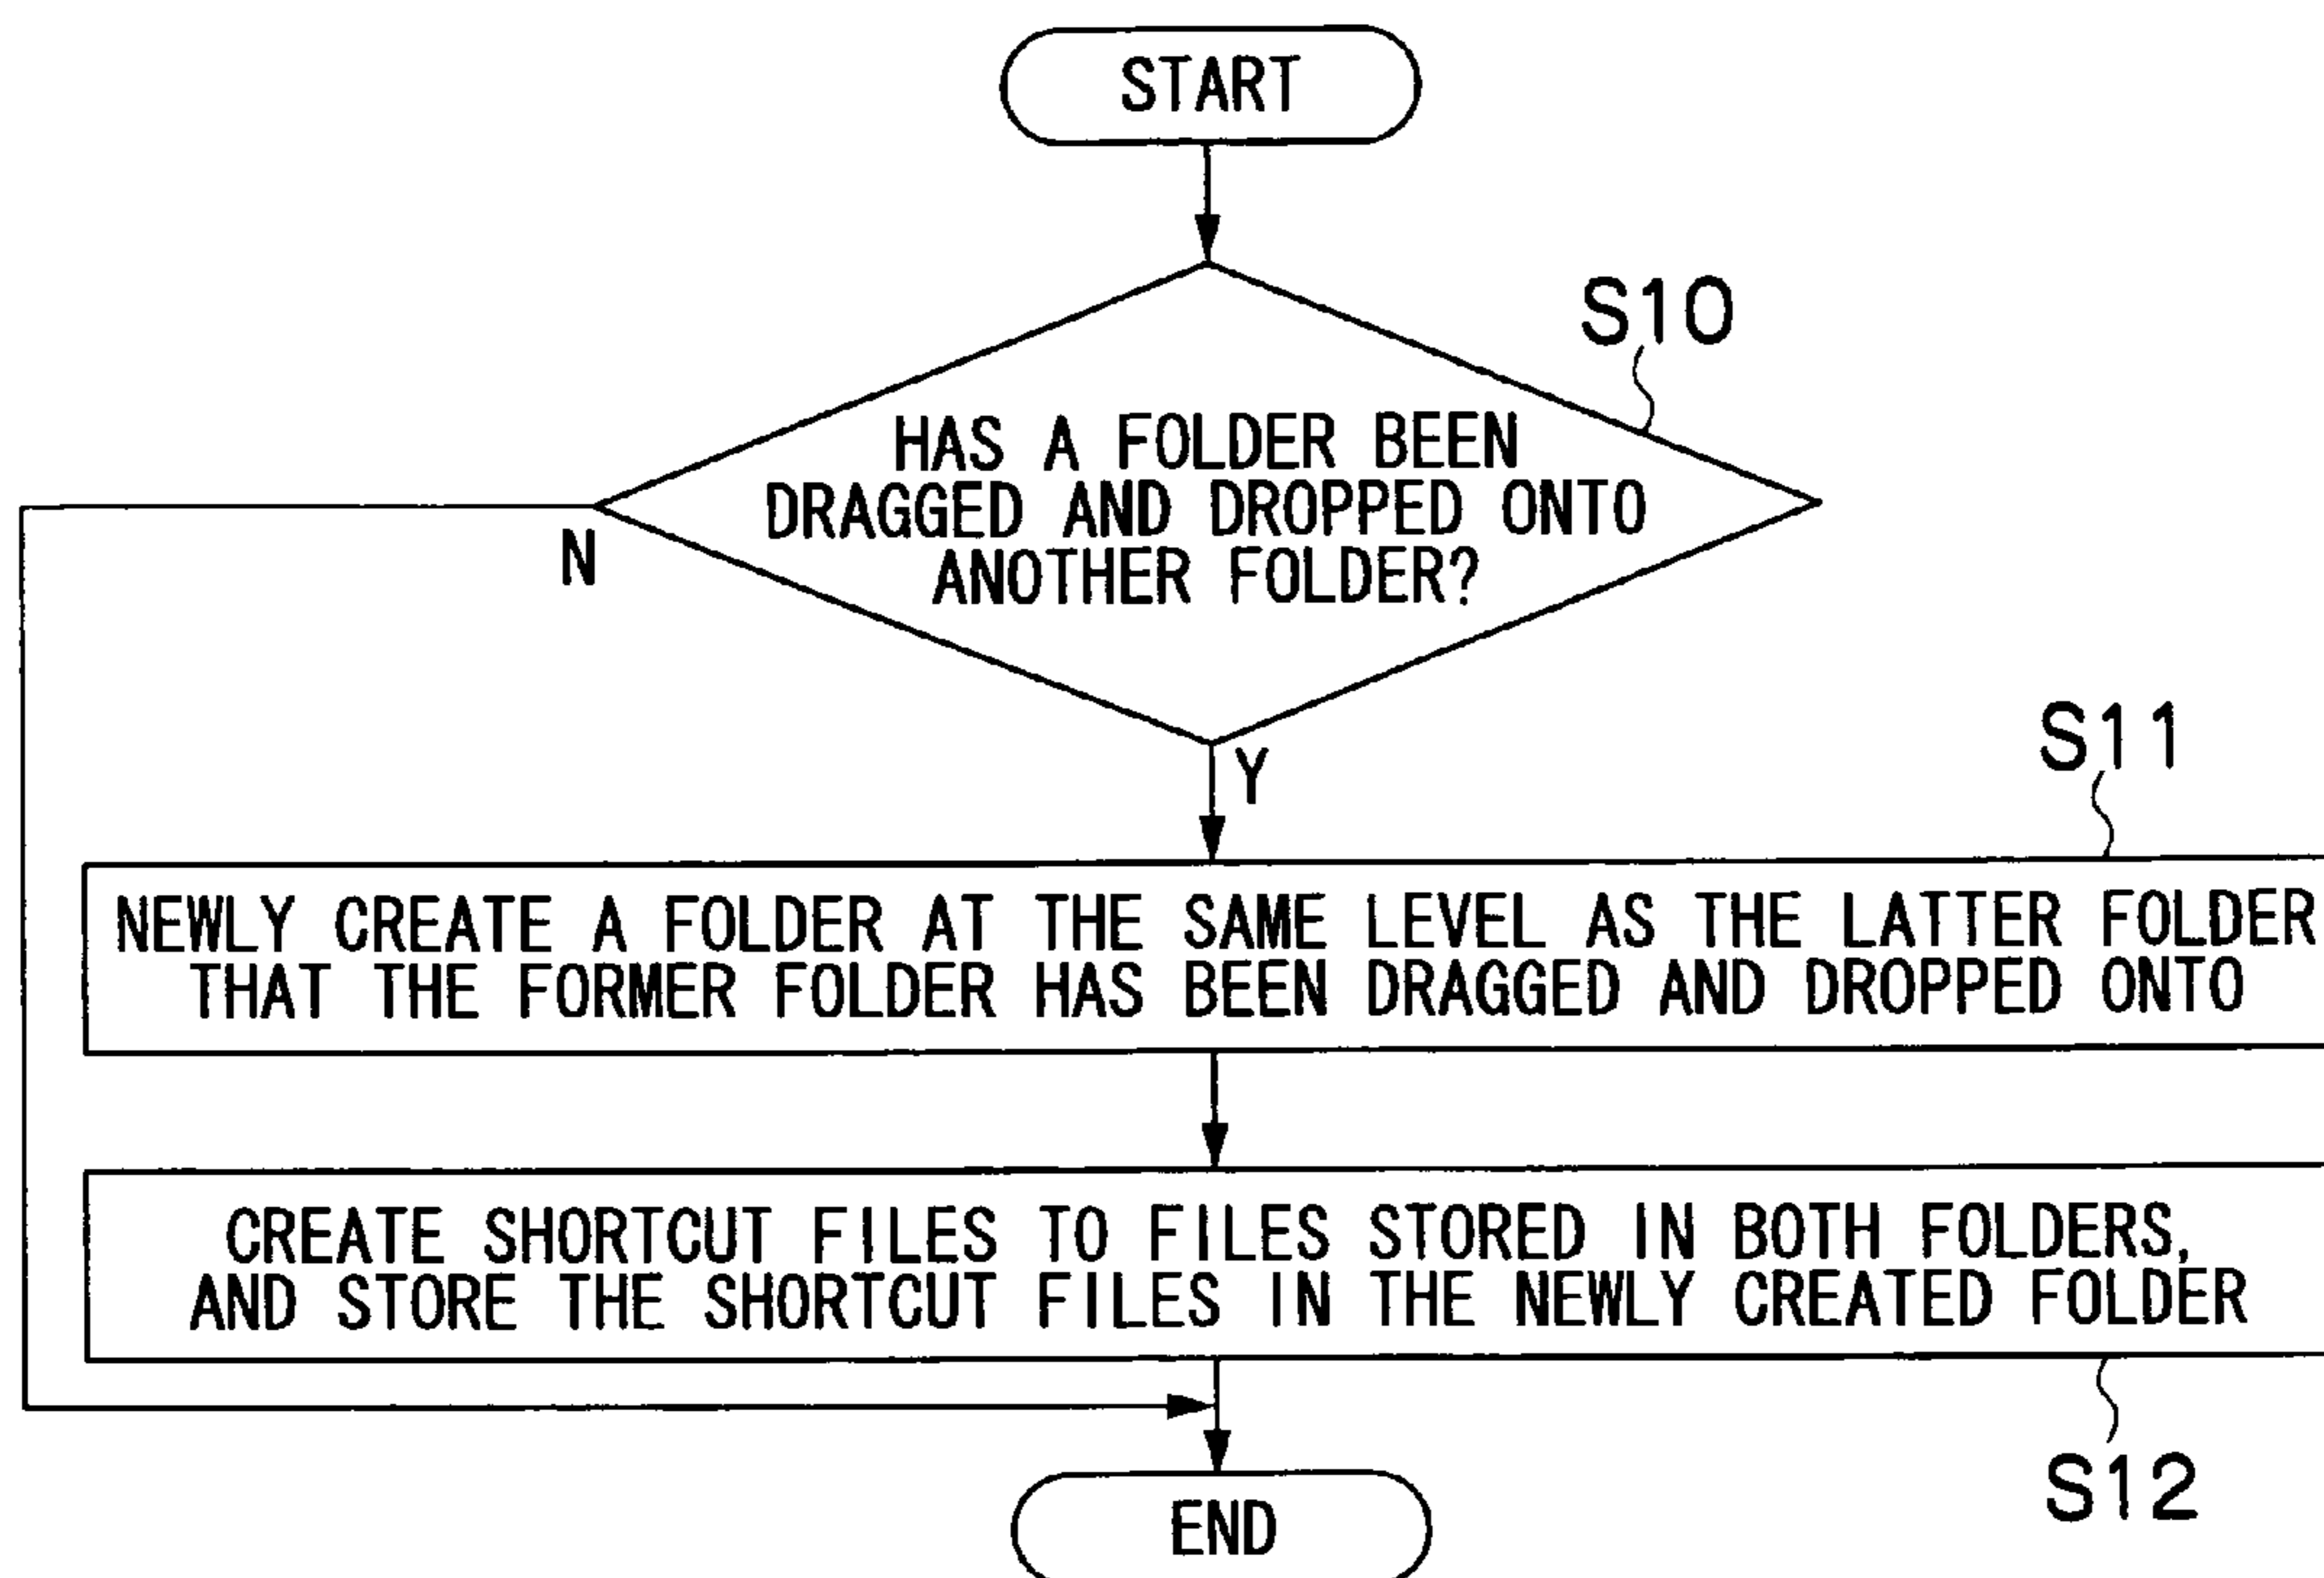 START
S10
HAS A FOLDER BEEN
DRAGGED AND DROPPED ONTO
ANOTHER FOLDER?
N
Y
S11
NEWLY CREATE A FOLDER AT THE SAME LEVEL AS THE LATTER FOLDER
THAT THE FORMER FOLDER HAS BEEN DRAGGED AND DROPPED ONTO
CREATE SHORTCUT FILES TO FILES STORED IN BOTH FOLDERS,
AND STORE THE SHORTCUT FILES IN THE NEWLY CREATED FOLDER
S12
END